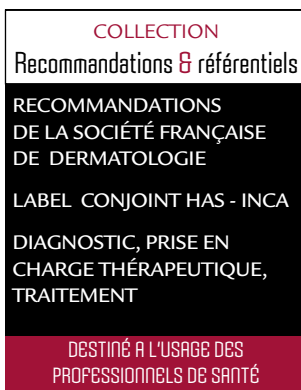 COLLECTION
Recommandations & référentiels
RECOMMANDATIONS
DE LA SOCIÉTÉ FRANÇAISE
DE DERMATOLOGIE
LABEL CONJOINT HAS - INCA
DIAGNOSTIC, PRISE EN
CHARGE THÉRAPEUTIQUE,
TRAITEMENT
DESTINÉ A L'USAGE DES
PROFESSIONNELS DE SANTÉ